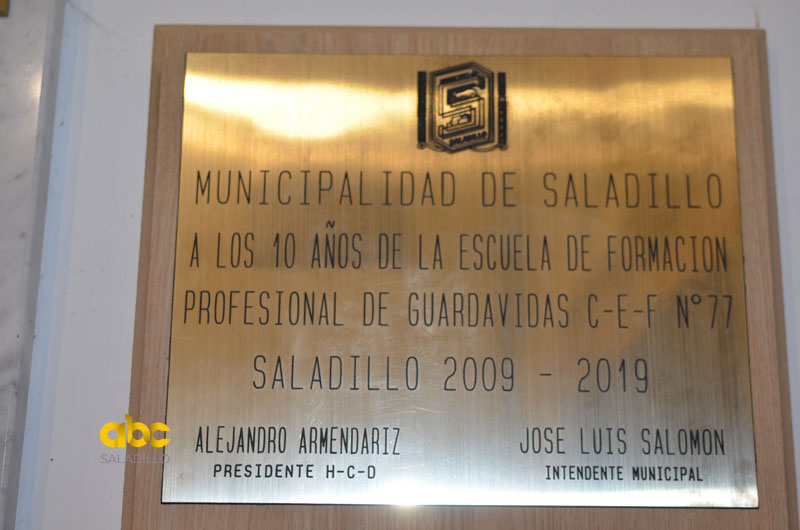 SALADILLO
MUNICIPALIDAD DE SALADILLO
A LOS 10 AÑOS DE LA ESCUELA DE FORMACION
PROFESIONAL DE GUARDAVIDAS C-E-F N°77
SALADILLO 2009 - 2019
ALEJANDRO ARMENDARIZ
PRESIDENTE H-C-D
JOSE LUIS SALOMON
INTENDENTE MUNICIPAL
abc
SALADILLO